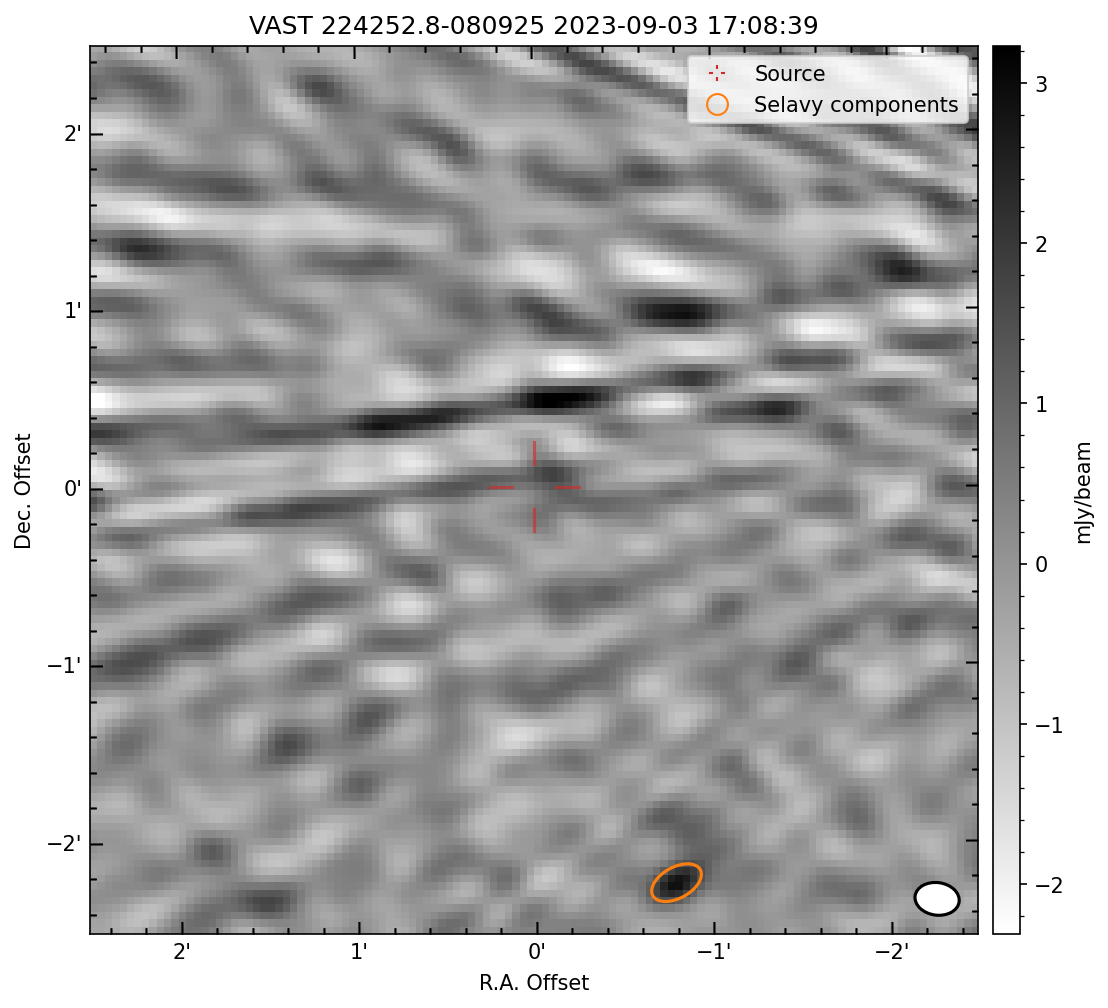 VAST 224252.8-080925 2023-09-03 17:08:39
Source
Selavy components
2'
1'
0'
−1'
−2'
Dec. Offset
2'
1'
0'
−1'
−2'
R.A. Offset
3
2
1
0
−1
−2
mJy/beam